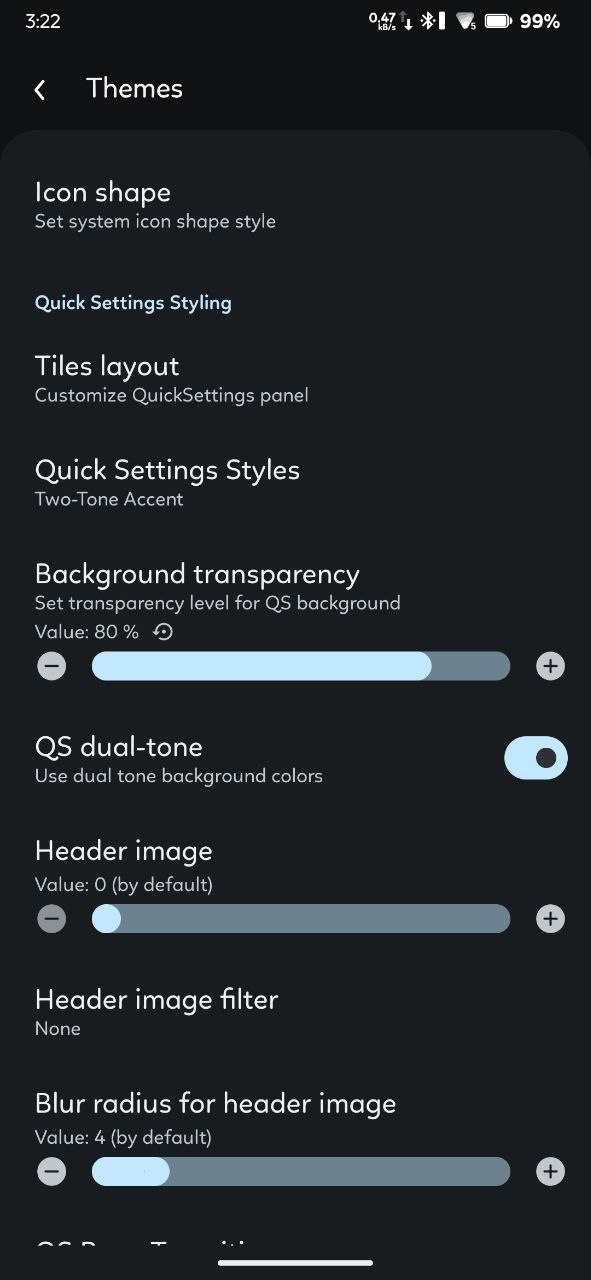 3:22
0.47
kB/s
5
99%
Themes
Icon shape
Set system icon shape style
Quick Settings Styling
Tiles layout
Customize QuickSettings panel
Quick Settings Styles
Two-Tone Accent
Background transparency
Set transparency level for QS background
Value: 80 %
QS dual-tone
Use dual tone background colors
Header image
Value: 0 (by default)
Header image filter
None
Blur radius for header image
Value: 4 (by default)